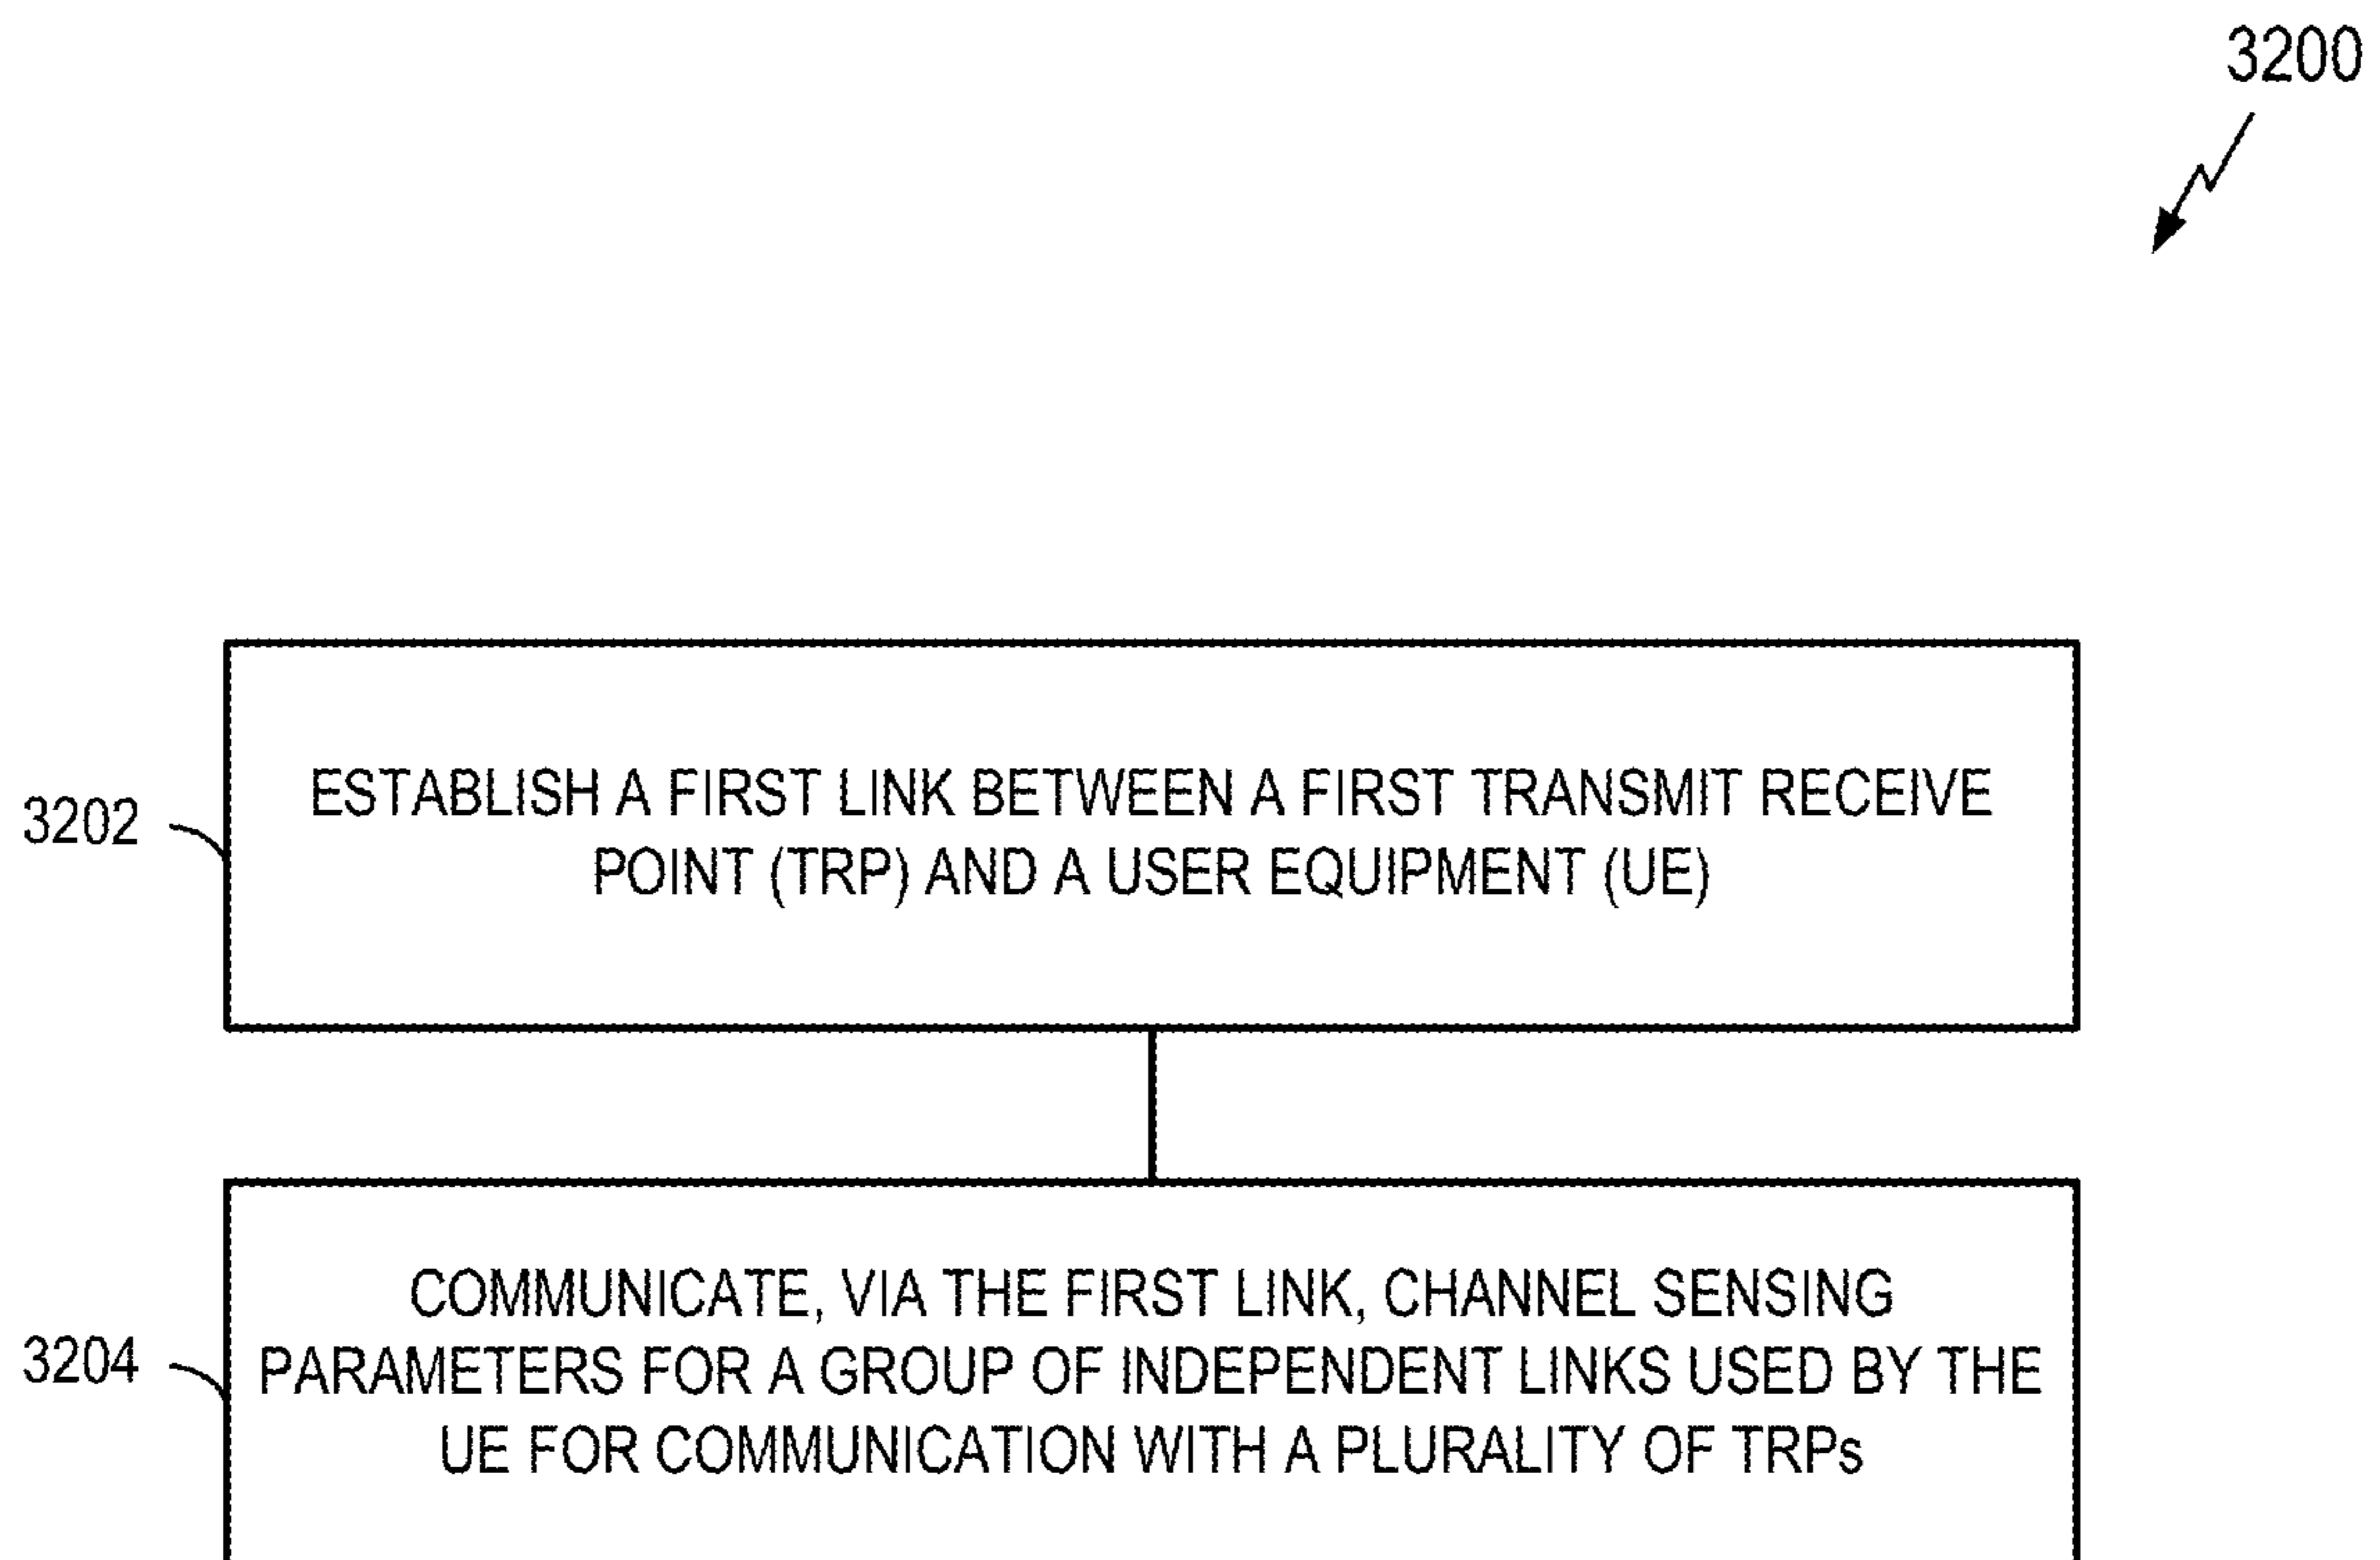 3200
3202
ESTABLISH A FIRST LINK BETWEEN A FIRST TRANSMIT RECEIVE
POINT (TRP) AND A USER EQUIPMENT (UE)
3204
COMMUNICATE, VIA THE FIRST LINK, CHANNEL SENSING
PARAMETERS FOR A GROUP OF INDEPENDENT LINKS USED BY THE
UE FOR COMMUNICATION WITH A PLURALITY OF TRPs